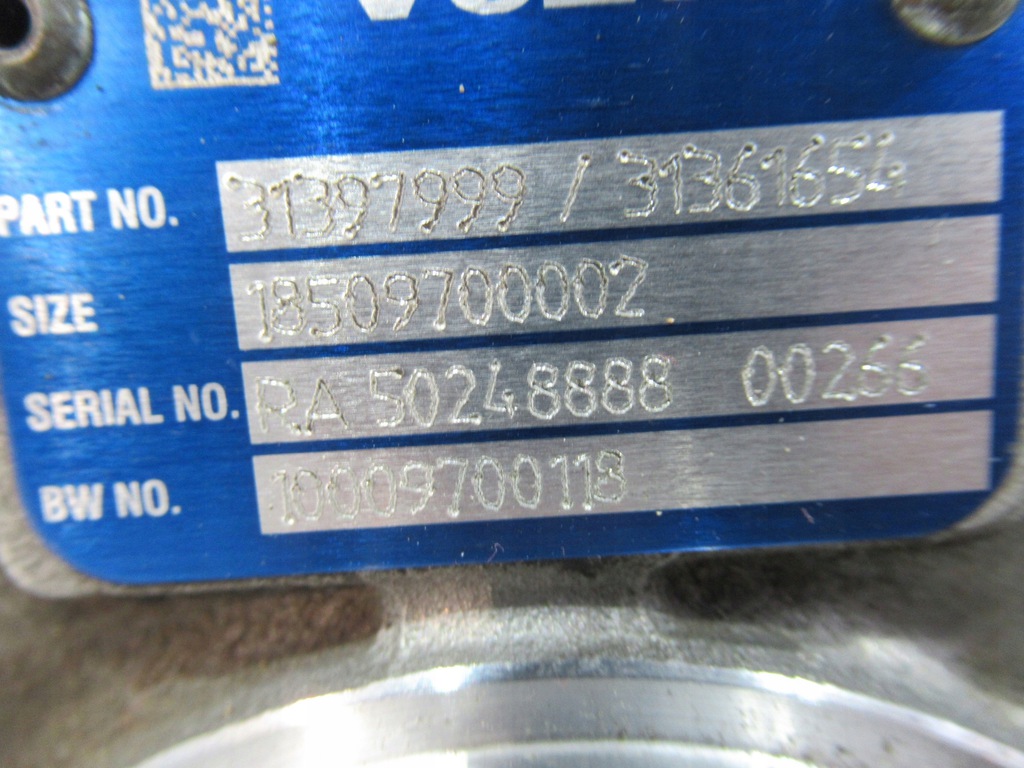 PART NO. 31397999 / 31361654
SIZE 18509700002
SERIAL NO. RA 50248888 00266
BW NO. 10009700118